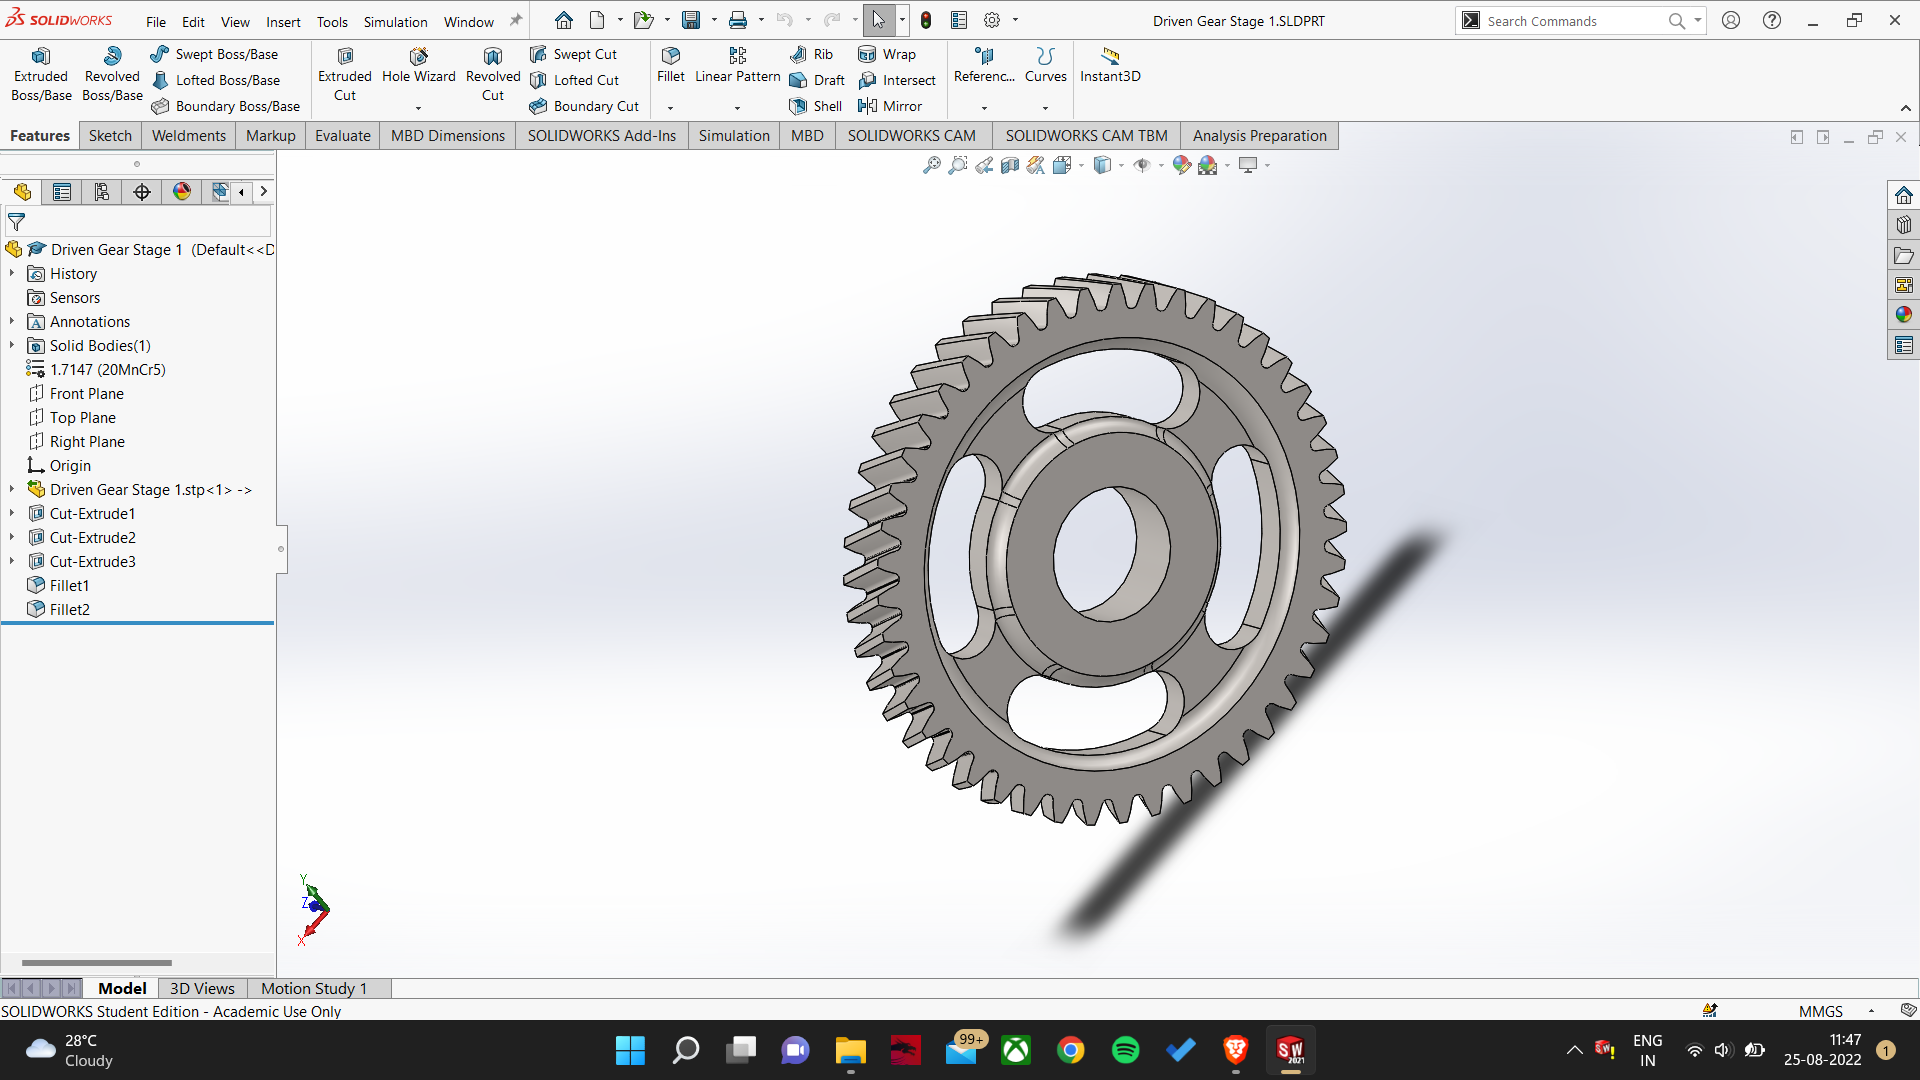 SOLIDWORKS File Edit View Insert Tools Simulation Window Driven Gear Stage 1.SLDPRT Search Commands
Extruded Boss/Base
Revolved Boss/Base
Swept Boss/Base
Lofted Boss/Base
Boundary Boss/Base
Extruded Cut
Hole Wizard
Revolved Cut
Swept Cut
Lofted Cut
Boundary Cut
Fillet
Linear Pattern
Rib
Draft
Shell
Wrap
Intersect
Mirror
Referenc...
Curves
Instant3D
Features Sketch Weldments Markup Evaluate MBD Dimensions SOLIDWORKS Add-Ins Simulation MBD SOLIDWORKS CAM SOLIDWORKS CAM TBM Analysis Preparation
Driven Gear Stage 1 (Default<<D
History
Sensors
Annotations
Solid Bodies(1)
1.7147 (20MnCr5)
Front Plane
Top Plane
Right Plane
Origin
Driven Gear Stage 1.stp<1> ->
Cut-Extrude1
Cut-Extrude2
Cut-Extrude3
Fillet1
Fillet2
Y
Z
X
Model 3D Views Motion Study 1
SOLIDWORKS Student Edition - Academic Use Only MMGS
28°C
Cloudy
99+
SW
2021
ENG
IN
11:47
25-08-2022
1